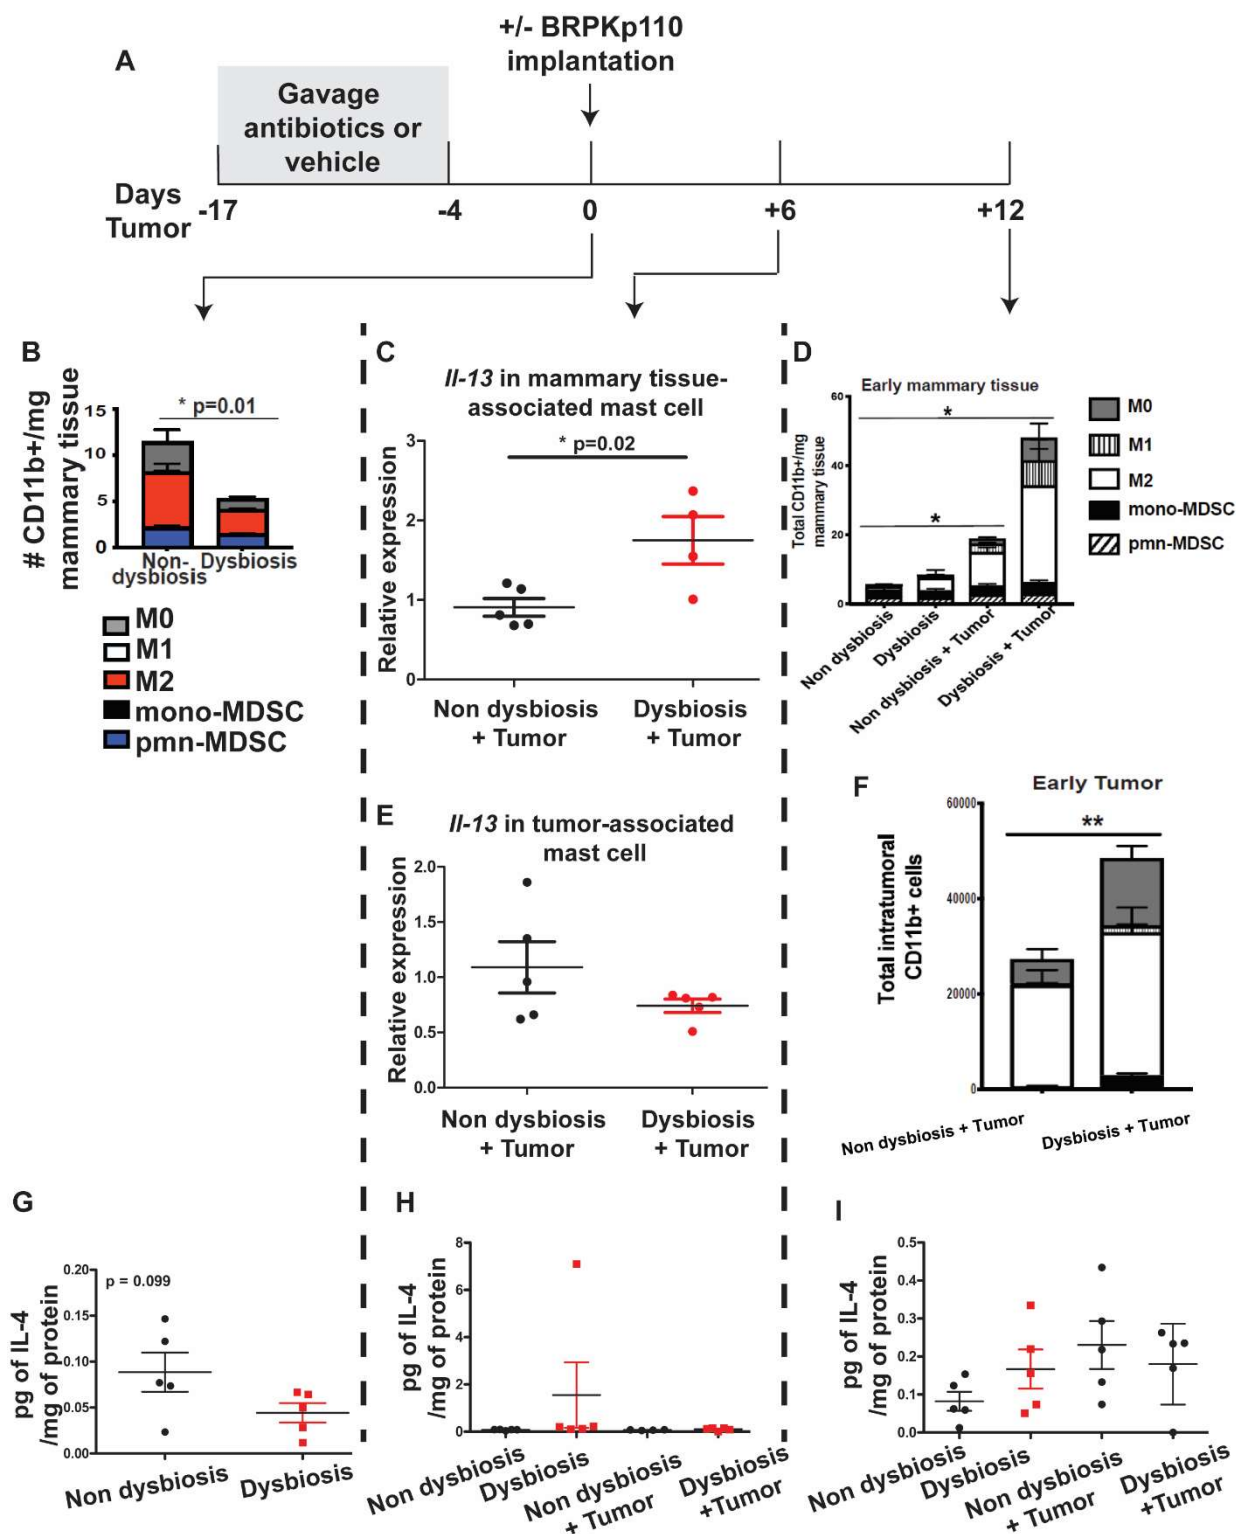 A
+/- BRPKp110
implantation
Gavage
antibiotics or
vehicle
Days
Tumor
-17
-4
0
+6
+12
B
# CD11b+/mg
mammary tissue
15
10
5
0
* p=0.01
Non-
dysbiosis
Dysbiosis
M0
M1
M2
mono-MDSC
pmn-MDSC
C
Il-13 in mammary tissue-
associated mast cell
Relative expression
3
2
1
0
* p=0.02
Non dysbiosis
+ Tumor
Dysbiosis
+ Tumor
D
Early mammary tissue
Total CD11b+/mg
mammary tissue
60
40
20
0
*
*
Non dysbiosis
Dysbiosis
Non dysbiosis + Tumor
Dysbiosis + Tumor
M0
M1
M2
mono-MDSC
pmn-MDSC
E
Il-13 in tumor-associated
mast cell
Relative expression
2.0
1.5
1.0
0.5
0.0
Non dysbiosis
+ Tumor
Dysbiosis
+ Tumor
F
Early Tumor
Total intratumoral
CD11b+ cells
60000
40000
20000
0
**
Non dysbiosis + Tumor
Dysbiosis + Tumor
G
pg of IL-4
/mg of protein
0.20
0.15
0.10
0.05
0.00
p = 0.099
Non dysbiosis
Dysbiosis
H
pg of IL-4
/mg of protein
8
6
4
2
0
Non dysbiosis
Dysbiosis
Non dysbiosis
+ Tumor
Dysbiosis
+Tumor
I
pg of IL-4
/mg of protein
0.5
0.4
0.3
0.2
0.1
0.0
Non dysbiosis
Dysbiosis
Non dysbiosis
+ Tumor
Dysbiosis
+Tumor